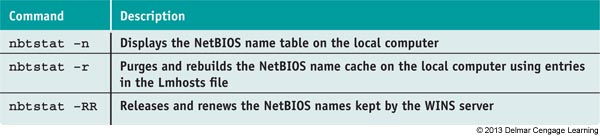 Command Description
nbtstat -n Displays the NetBIOS name table on the local computer
nbtstat -r Purges and rebuilds the NetBIOS name cache on the local computer using entries
in the Lmhosts file
nbtstat -RR Releases and renews the NetBIOS names kept by the WINS server
© 2013 Delmar Cengage Learning